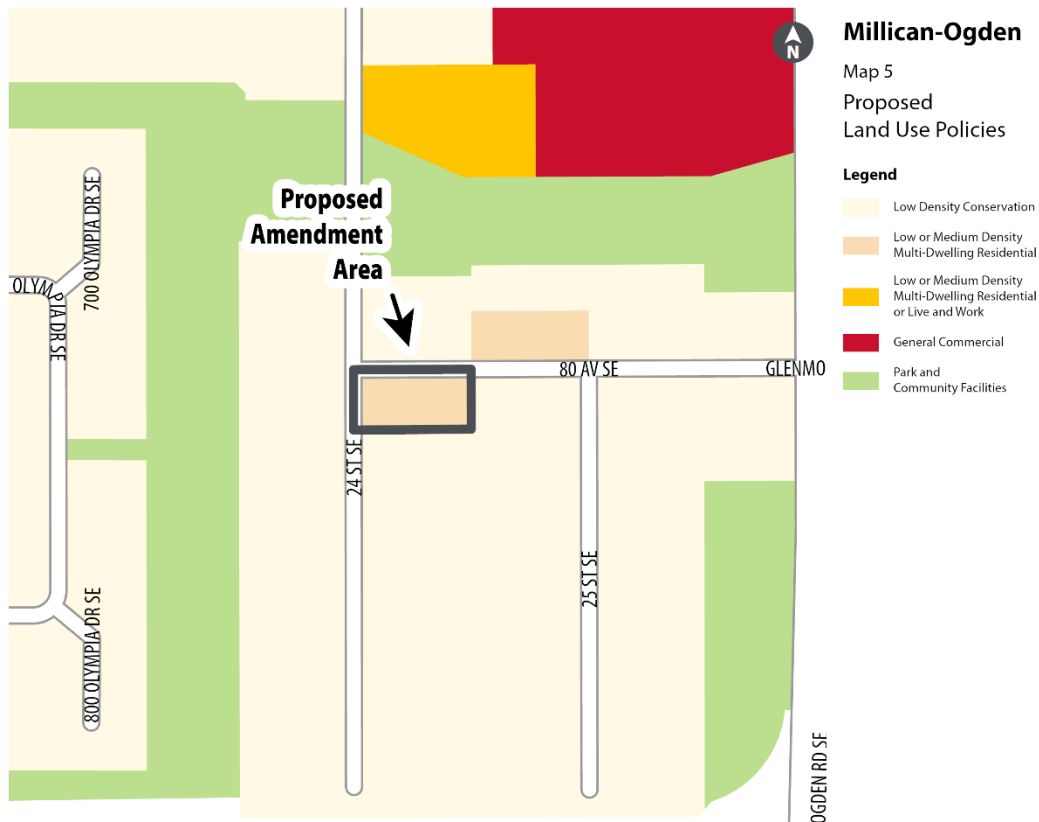 N
Millican-Ogden
Map 5
Proposed
Land Use Policies
Legend
Low Density Conservation
Low or Medium Density
Multi-Dwelling Residential
Low or Medium Density
Multi-Dwelling Residential
or Live and Work
General Commercial
Park and
Community Facilities
Proposed
Amendment
Area
700 OLYMPIA DR SE
OLYMPIA DR SE
80 AV SE
GLENMO
24 ST SE
25 ST SE
800 OLYMPIA DR SE
OGDEN RD SE